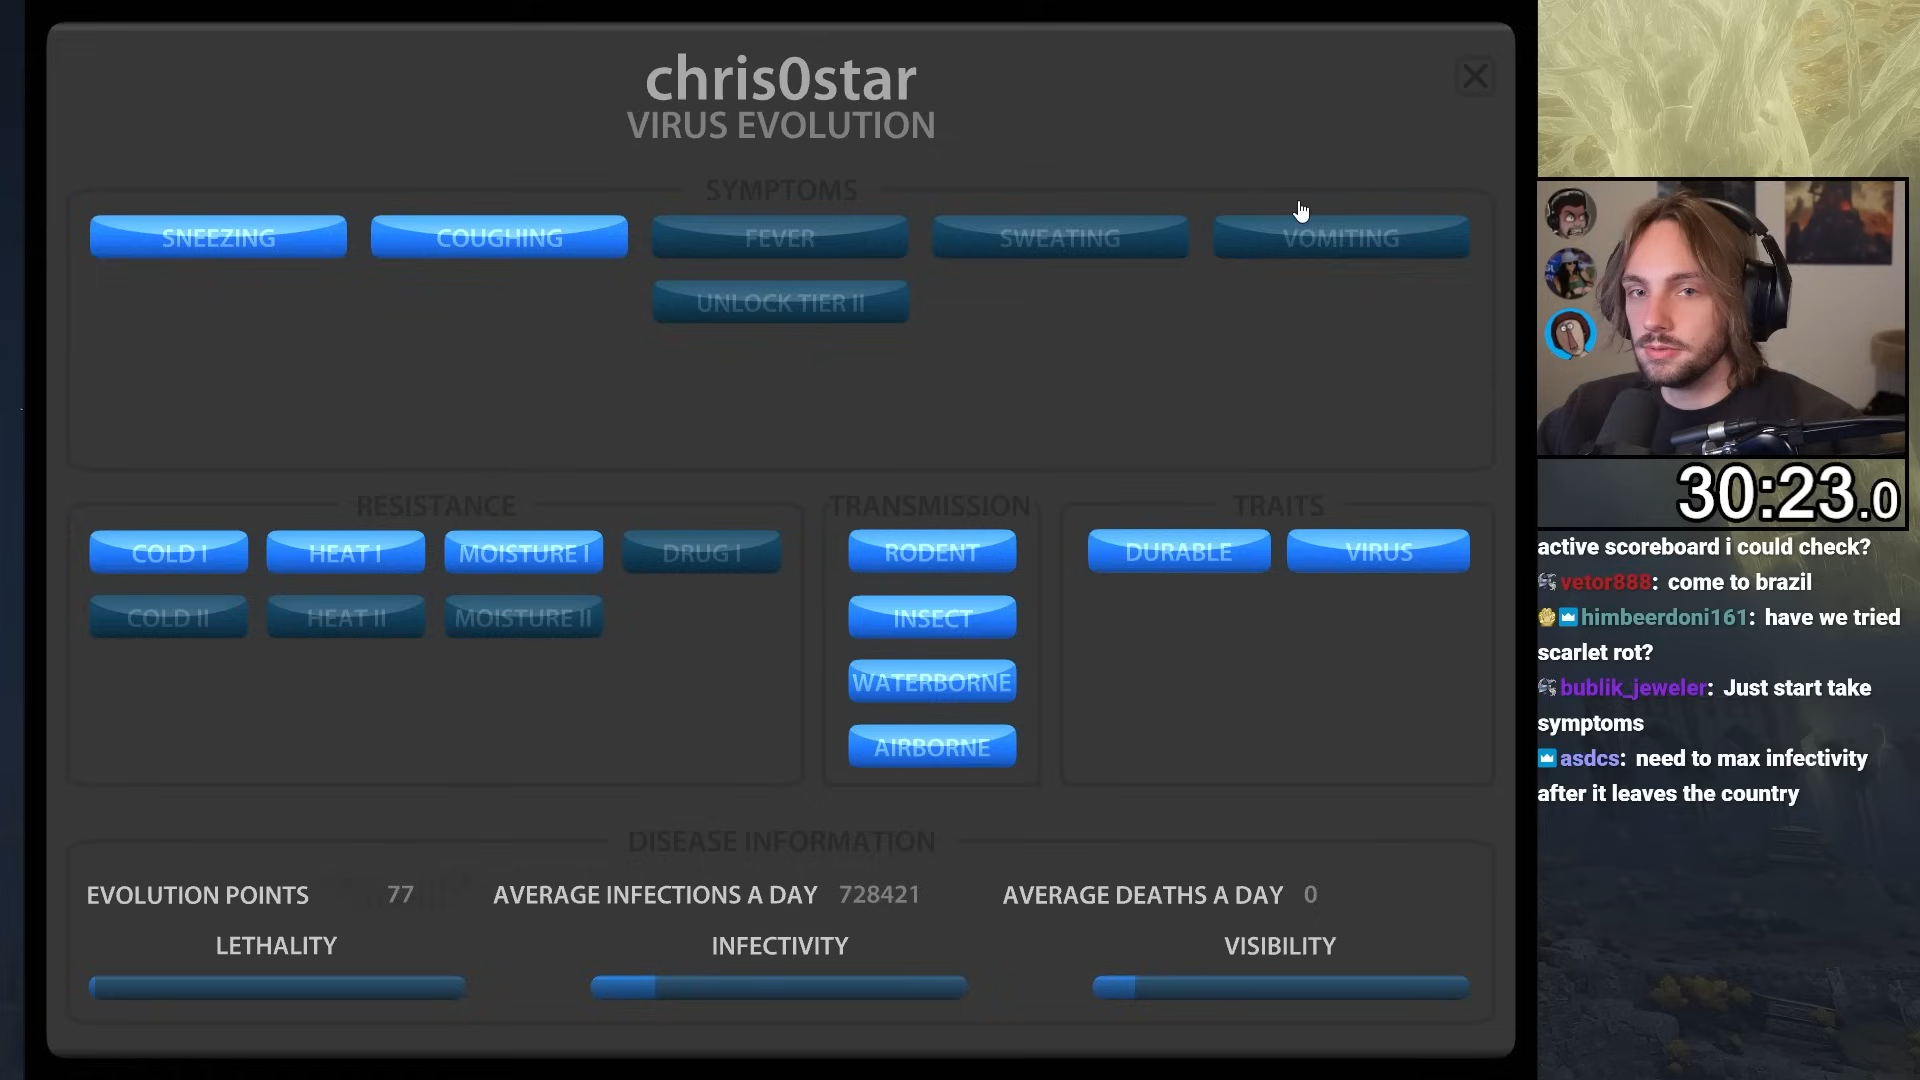 chris0star
VIRUS EVOLUTION
SYMPTOMS
SNEEZING
COUGHING
FEVER
SWEATING
VOMITING
UNLOCK TIER II
RESISTANCE
COLD I
HEAT I
MOISTURE I
DRUG I
COLD II
HEAT II
MOISTURE II
TRANSMISSION
RODENT
INSECT
WATERBORNE
AIRBORNE
TRAITS
DURABLE
VIRUS
DISEASE INFORMATION
EVOLUTION POINTS 77
AVERAGE INFECTIONS A DAY 728421
AVERAGE DEATHS A DAY 0
LETHALITY
INFECTIVITY
VISIBILITY
30:23.0
active scoreboard i could check?
vetor888: come to brazil
himbeerdoni161: have we tried
scarlet rot?
bublik_jeweler: Just start take
symptoms
asdcs: need to max infectivity
after it leaves the country